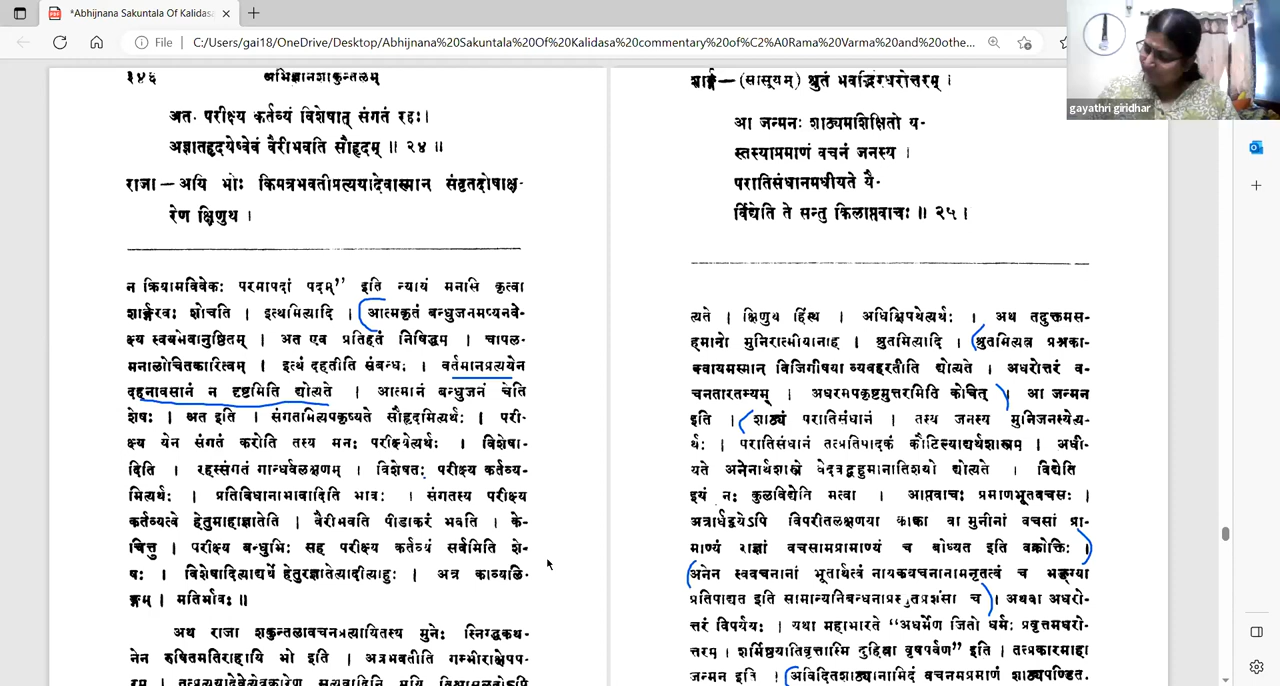 *Abhijnana Sakuntala Of Kalidasa
File
C:/Users/gai18/OneDrive/Desktop/Abhijnana%20Sakuntala%20Of%20Kalidasa%20commentary%20of%C2%A0Rama%20Varma%20and%20othe...
gayathri giridhar
३४६ अभिज्ञानशाकुन्तलम्
अत. परीक्ष्य कर्तव्यं विशेषात् संगतं रहः।
अज्ञातहृदयेष्वेवं वैरीभवति सौहृदम् ॥ २४ ॥
राजा — अयि भोः किमत्रभवतीप्रत्ययादेवास्मान् संवृतदोषाक्ष-
रेण क्षिणुथ ।
न क्रियामविवेकः परमापदां पदम्” इति न्यायं मनसि कृत्वा
शार्ङ्गरवः शोचति । इत्थमित्यादि । आत्मकृतं बन्धुजनमप्यनवे-
क्ष्य स्वबमेवानुष्ठितम् । अत एव प्रतिहतं निषिद्धम् । चापल-
मनालोचितकारित्वम् । इत्थं दहतीति संबन्धः । वर्तमानप्रत्ययेन
दहनावसानं न दृष्टमिति द्योत्यते । आत्मानं बन्धुजनं चेति
शेषः । अत इति । संगतमित्यपकृष्यते सौहृदमित्यर्थः । परी-
क्ष्य येन संगतं करोति तस्य मनः परीक्ष्येत्यर्थः । विशेषा-
दिति । रहस्संगतं गान्धर्वलक्षणम् । विशेषतः परीक्ष्य कर्तव्य-
मित्यर्थः । प्रतिविधानाभावादिति भावः । संगतस्य परीक्ष्य
कर्तव्यत्वे हेतुमाहाज्ञातेति । वैरीभवति पीडाकरं भवति । के-
चित्तु । परीक्ष्य बन्धुभिः सह परीक्ष्य कर्तव्यं सर्वमिति शे-
षः । विशेषादित्याद्यर्थे हेतुरज्ञातेत्यादीत्याहुः । अत्र काव्यलि-
ङ्गम् । मतिर्भावः ॥
अथ राजा शकुन्तलावचनप्रत्यायितस्य मुनेः स्निग्धकथ-
नेन रुषितमतिराहायि भो इति । अत्रभवतीति गम्भीराक्षेपप-
शार्ङ्ग — (सासूयम्) श्रुतं भवद्भिरधरोत्तरम् ।
आ जन्मनः शाठ्यमशिक्षितो य-
स्तस्याप्रमाणं वचनं जनस्य ।
परातिसंधानमधीयते यै-
र्विद्येति ते सन्तु किलाप्तवाचः ॥ २५ ।
त्यते । क्षिणुथ हिंस्थ । अधिक्षिपथेत्यर्थः । अथ तदुक्तमस-
हमानो मुनिरात्मीयानाह । श्रुतमित्यादि । श्रुतमित्यत्र प्रश्नका-
क्वायमस्मान् विजिगीषया व्यवहरतीति द्योत्यते । अधरोत्तरं व-
चनतारतम्यम् । अधरमपकृष्टमुत्तरमिति केचित् । आ जन्मन
इति । शाठ्यं परातिसंधानं । तस्य जनस्य मुनिजनस्येत्य-
र्थः । परातिसंधानं तत्प्रतिपादकं कौटिल्याद्यर्थशास्त्रम् । अधी-
यते अनेनार्थशास्त्रे वेदवद्बहुमानातिशयो द्योत्यते । विद्येति
इयं नः कुलविद्येति मत्वा । आप्तवाचः प्रमाणभूतवचसः ।
अत्रार्धद्वयेऽपि विपरीतलक्षणया काका वा मुनीनां वचसां प्रा-
माण्यं राज्ञां वचसामप्रामाण्यं च बोध्यत इति वक्रोक्तिः ।
अनेन स्ववचनानां भूतार्थत्वं नायकवचनानामनृतत्वं च भङ्ग्या
प्रतिपाद्यत इति सामान्यनिबन्धनाप्रस्तुतप्रशंसा च । अथवा अधरो-
त्तरं विपर्ययः । यथा महाभारते “अधर्मेण जितो धर्मः प्रवृत्तमधरो-
त्तरम् । शर्मिष्ठयातिवृत्तास्मि दुहित्रा वृषपर्वणः” इति । तत्प्रकारमाहा
जन्मन इति । अविदितशाठ्यानामिदं वचनमप्रमाणं शाठ्यपण्डित-